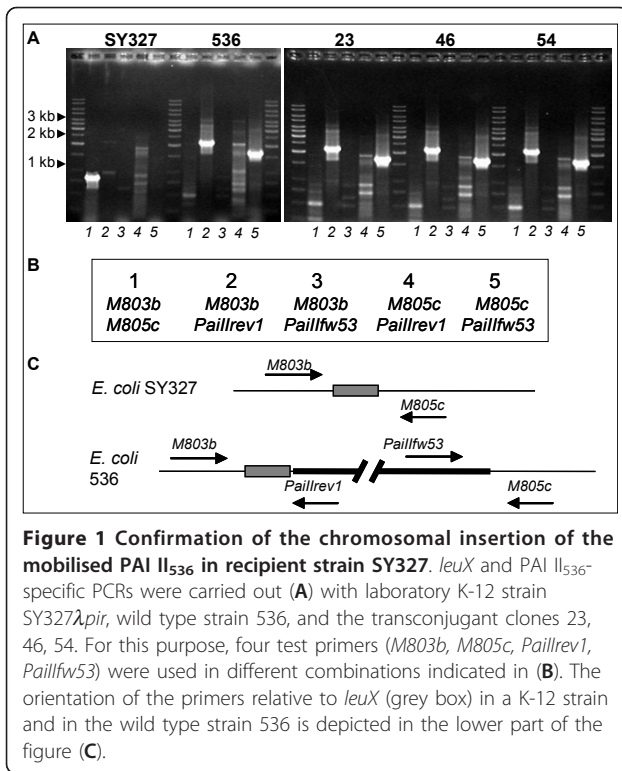 A
SY327 536 23 46 54
3 kb
2 kb
1 kb
1 2 3 4 5 1 2 3 4 5 1 2 3 4 5 1 2 3 4 5 1 2 3 4 5
B
1 2 3 4 5
M803b M803b M803b M805c M805c
M805c PaiIIrev1 PaiIIfw53 PaiIIrev1 PaiIIfw53
C
M803b
E. coli SY327
M805c
M803b PaiIIfw53
E. coli
536
PaiIIrev1 M805c
Figure 1 Confirmation of the chromosomal insertion of the
mobilised PAI II536 in recipient strain SY327. leuX and PAI II536-
specific PCRs were carried out (A) with laboratory K-12 strain
SY327λpir, wild type strain 536, and the transconjugant clones 23,
46, 54. For this purpose, four test primers (M803b, M805c, PaiIIrev1,
PaiIIfw53) were used in different combinations indicated in (B). The
orientation of the primers relative to leuX (grey box) in a K-12 strain
and in the wild type strain 536 is depicted in the lower part of the
figure (C).